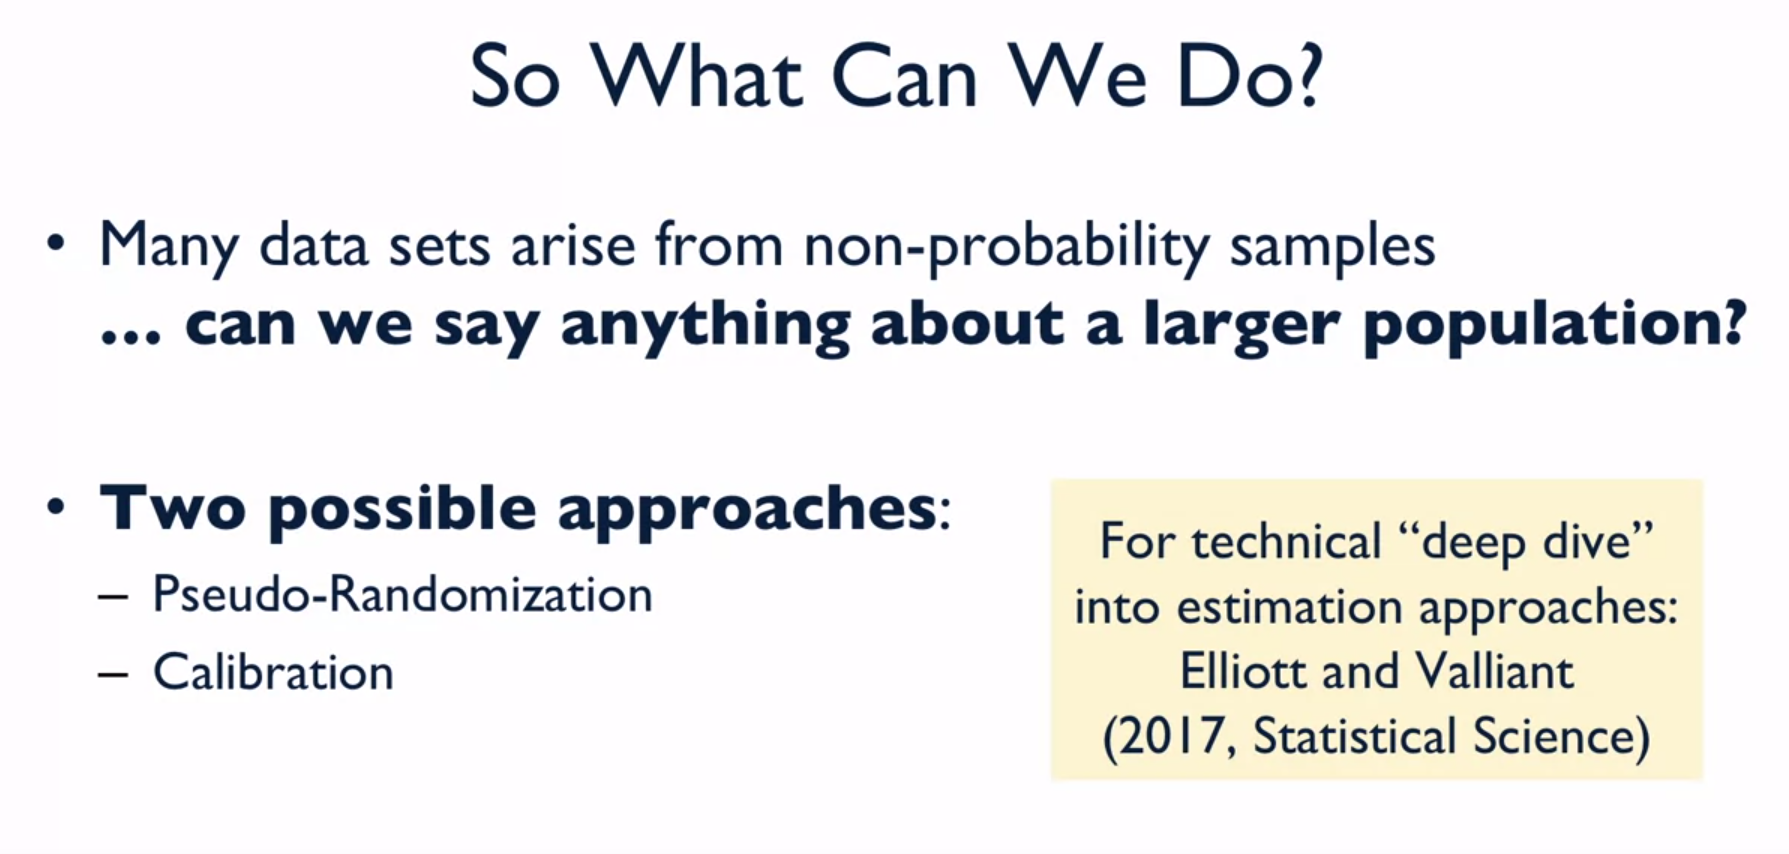 So What Can We Do?
• Many data sets arise from non-probability samples
... can we say anything about a larger population?
• Two possible approaches:
– Pseudo-Randomization
– Calibration
For technical “deep dive”
into estimation approaches:
Elliott and Valliant
(2017, Statistical Science)